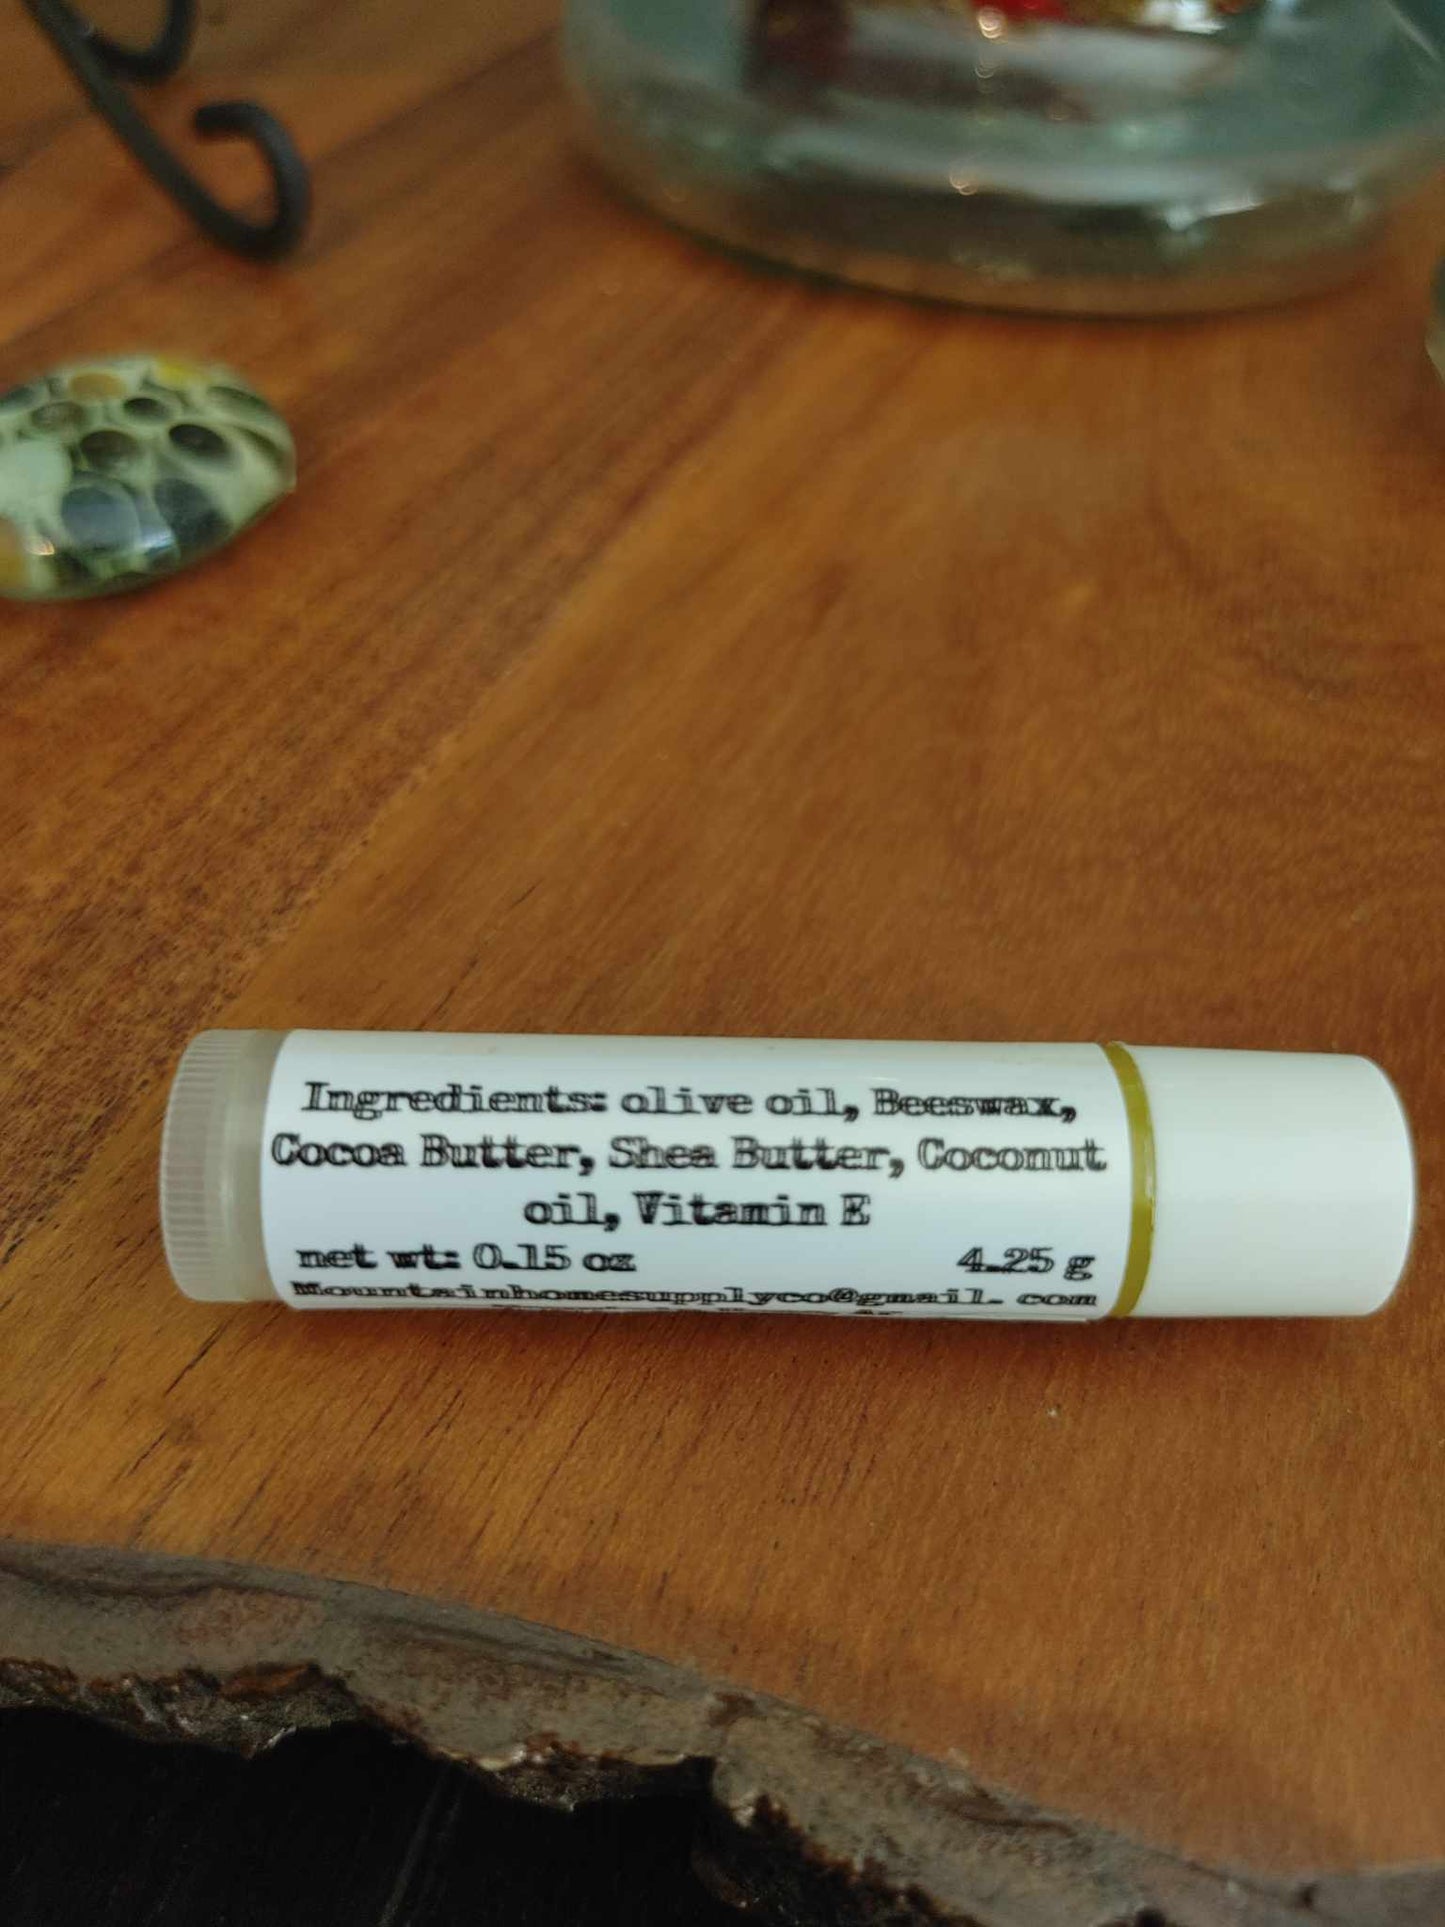 Ingredients: olive oil, Beeswax,
Cocoa Butter, Shea Butter, Coconut
oil, Vitamin E
net wt: 0.15 oz 4.25 g
Mountainhomesupplyco@gmail. com